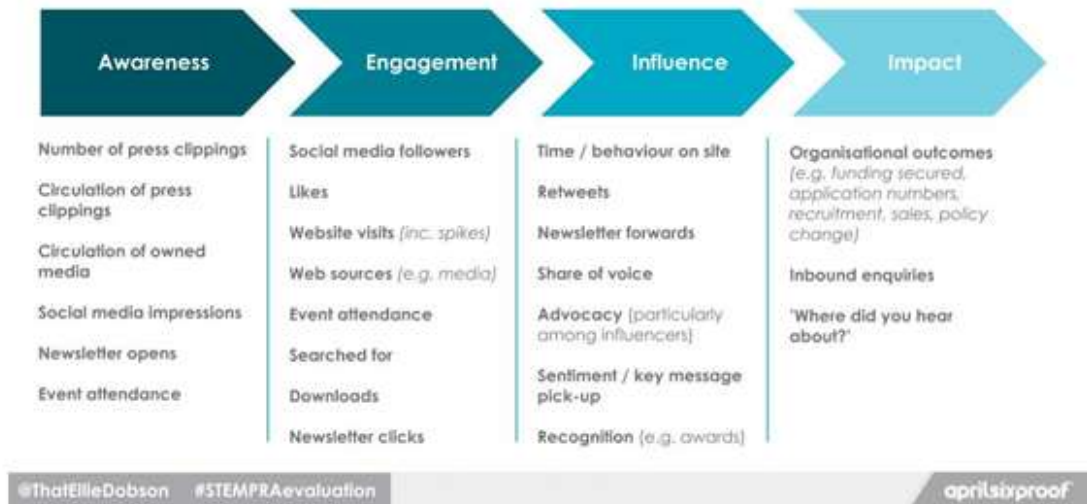 Awareness
Engagement
Influence
Impact
Number of press clippings
Circulation of press
clippings
Circulation of owned
media
Social media impressions
Newsletter opens
Event attendance
Social media followers
Likes
Website visits (inc. spikes)
Web sources (e.g. media)
Event attendance
Searched for
Downloads
Newsletter clicks
Time / behaviour on site
Retweets
Newsletter forwards
Share of voice
Advocacy (particularly
among influencers)
Sentiment / key message
pick-up
Recognition (e.g. awards)
Organisational outcomes
(e.g. funding secured,
application numbers,
recruitment, sales, policy
change)
Inbound enquiries
'Where did you hear
about?'
@ThatEllieDobson #STEMPRAevaluation
aprilsixproof